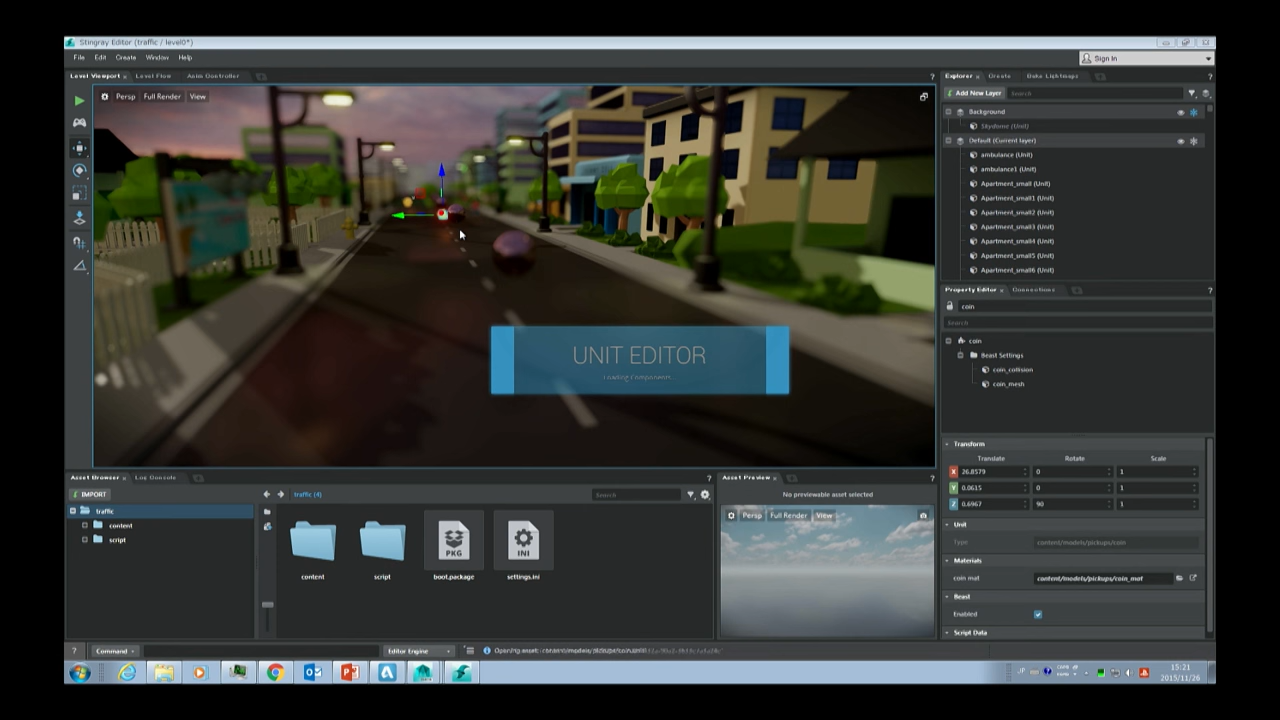 Stingray Editor (traffic / level0*)
File Edit Create Window Help
Sign In
Level Viewport Level Flow Anim Controller
?
Explorer Create Bake Lightmaps
?
Persp Full Render View
Add New Layer Search
Background
Skydome (Unit)
Default (Current layer)
ambulance (Unit)
ambulance1 (Unit)
Apartment_small (Unit)
Apartment_small1 (Unit)
Apartment_small2 (Unit)
Apartment_small3 (Unit)
Apartment_small4 (Unit)
Apartment_small5 (Unit)
Apartment_small6 (Unit)
Property Editor Connections
?
coin
Search
coin
Beast Settings
coin_collision
coin_mesh
UNIT EDITOR
Loading Components...
Transform
Translate Rotate Scale
X 26.8579 0 1
Y 0.0615 0 1
Z 0.6967 90 1
Unit
Type content/models/pickups/coin
Materials
coin mat content/models/pickups/coin_mat
Beast
Enabled
Script Data
Asset Browser Log Console
?
IMPORT
traffic (4)
Search
traffic
content
script
PKG
INI
content script boot.package settings.ini
Asset Preview
?
No previewable asset selected
Persp Full Render View
? Command
Editor Engine
JP
15:21
2015/11/26